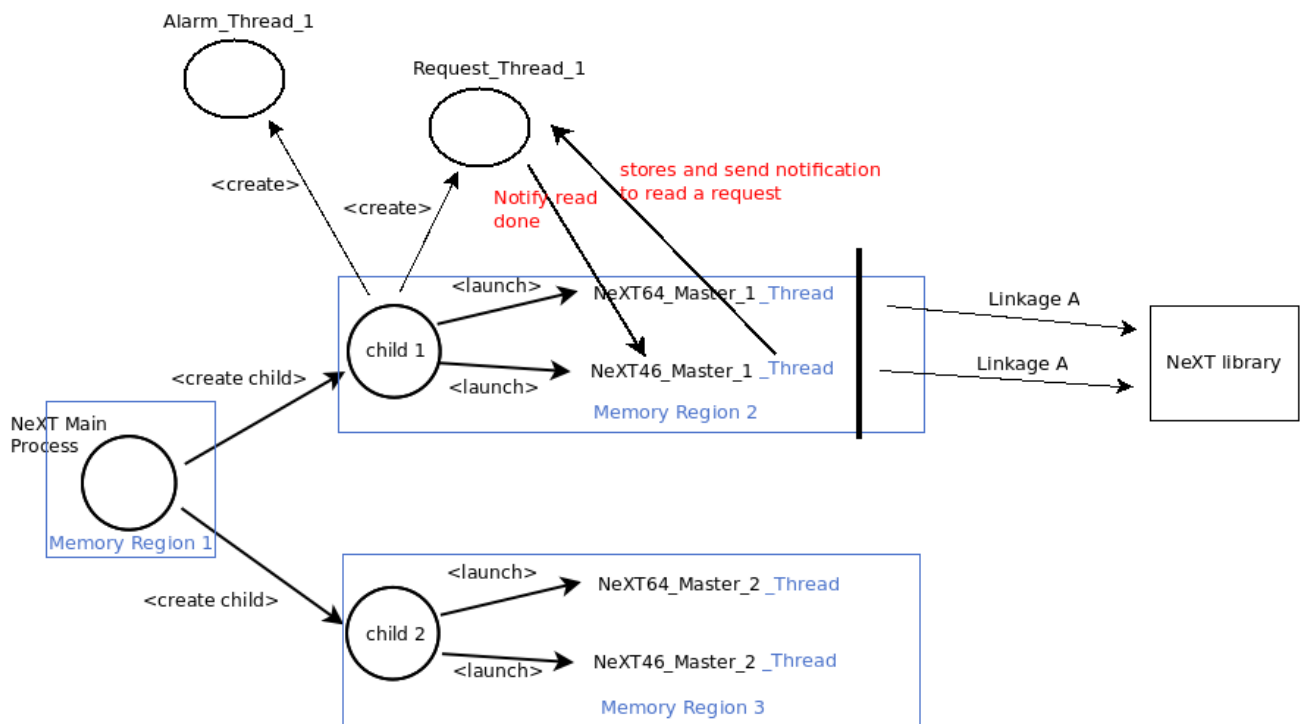 Alarm_Thread_1
Request_Thread_1
<create>
<create>
Notify read
done
stores and send notification
to read a request
<launch>
NeXT64_Master_1 _Thread
child 1
<launch>
NeXT46_Master_1 _Thread
Memory Region 2
Linkage A
Linkage A
NeXT library
<create child>
NeXT Main
Process
Memory Region 1
<create child>
<launch>
NeXT64_Master_2 _Thread
child 2
<launch>
NeXT46_Master_2 _Thread
Memory Region 3